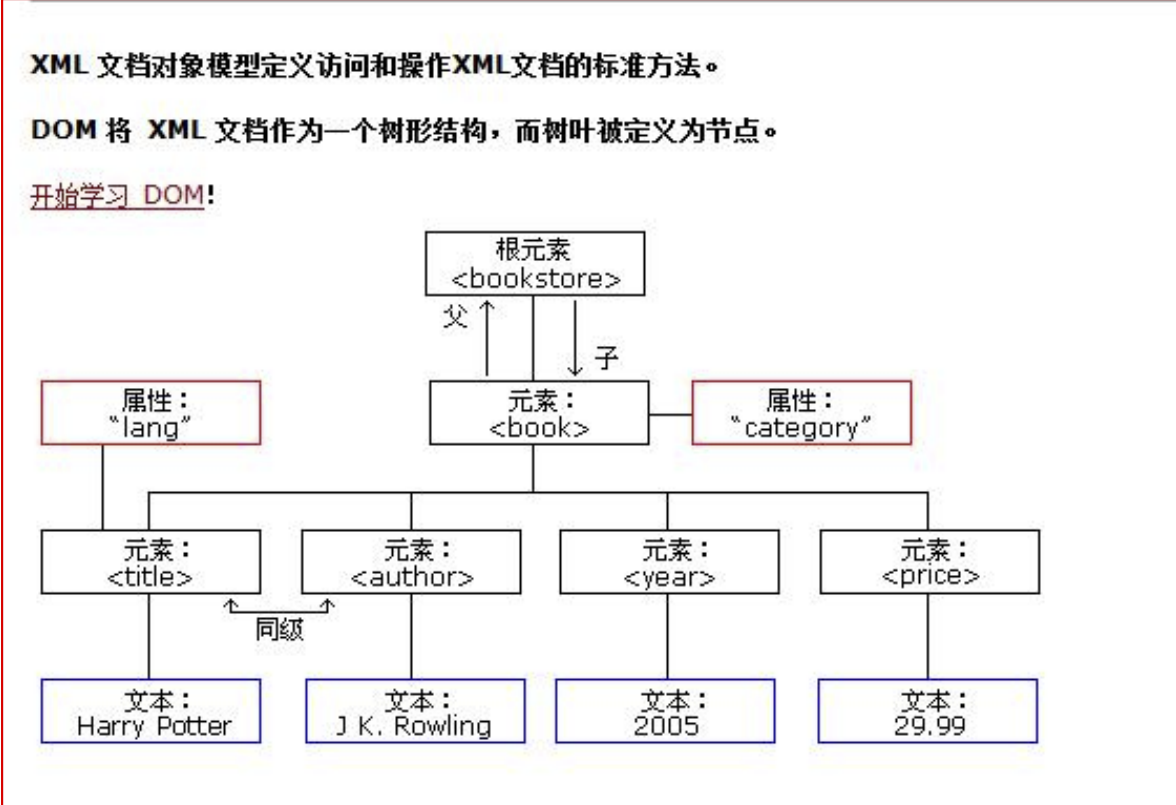 XML 文档对象模型定义访问和操作XML文档的标准方法。
DOM 将 XML 文档作为一个树形结构，而树叶被定义为节点。
开始学习 DOM!
根元素
<bookstore>
父
子
属性：
“lang”
元素：
<book>
属性：
“category”
元素：
<title>
元素：
<author>
元素：
<year>
元素：
<price>
同级
文本：
Harry Potter
文本：
J K. Rowling
文本：
2005
文本：
29.99